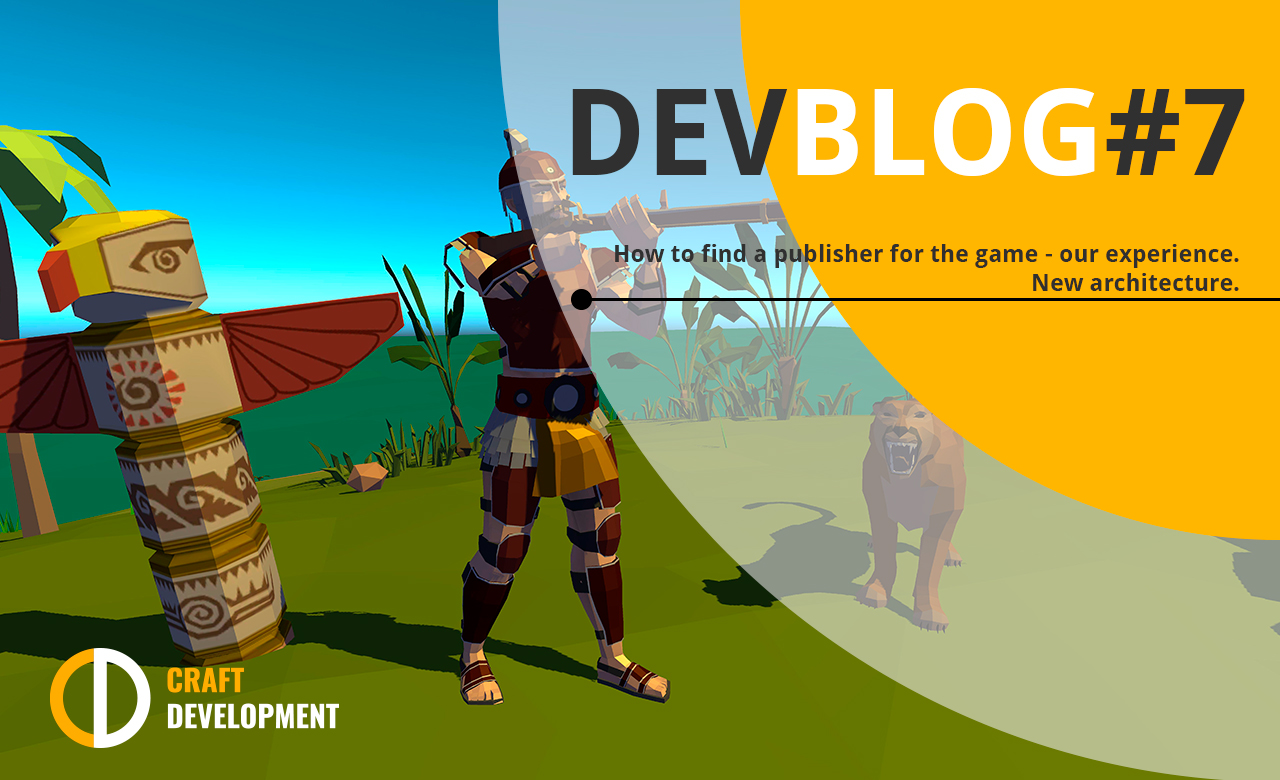 DEVBLOG#7
How to find a publisher for the game - our experience.
New architecture.
CRAFT
DEVELOPMENT